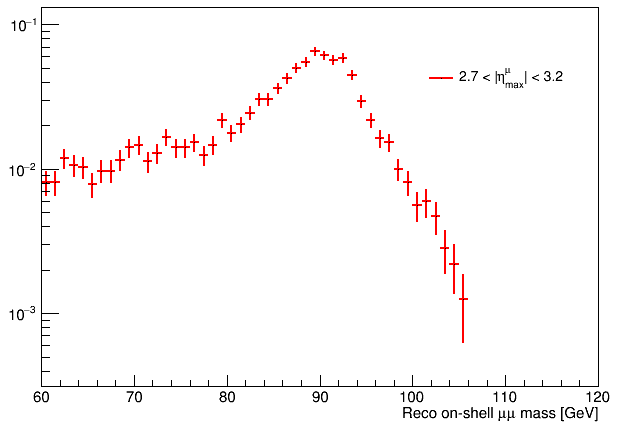 10⁻¹
2.7 < |η^μ_max| < 3.2
10⁻²
10⁻³
60 70 80 90 100 110 120
Reco on-shell μμ mass [GeV]